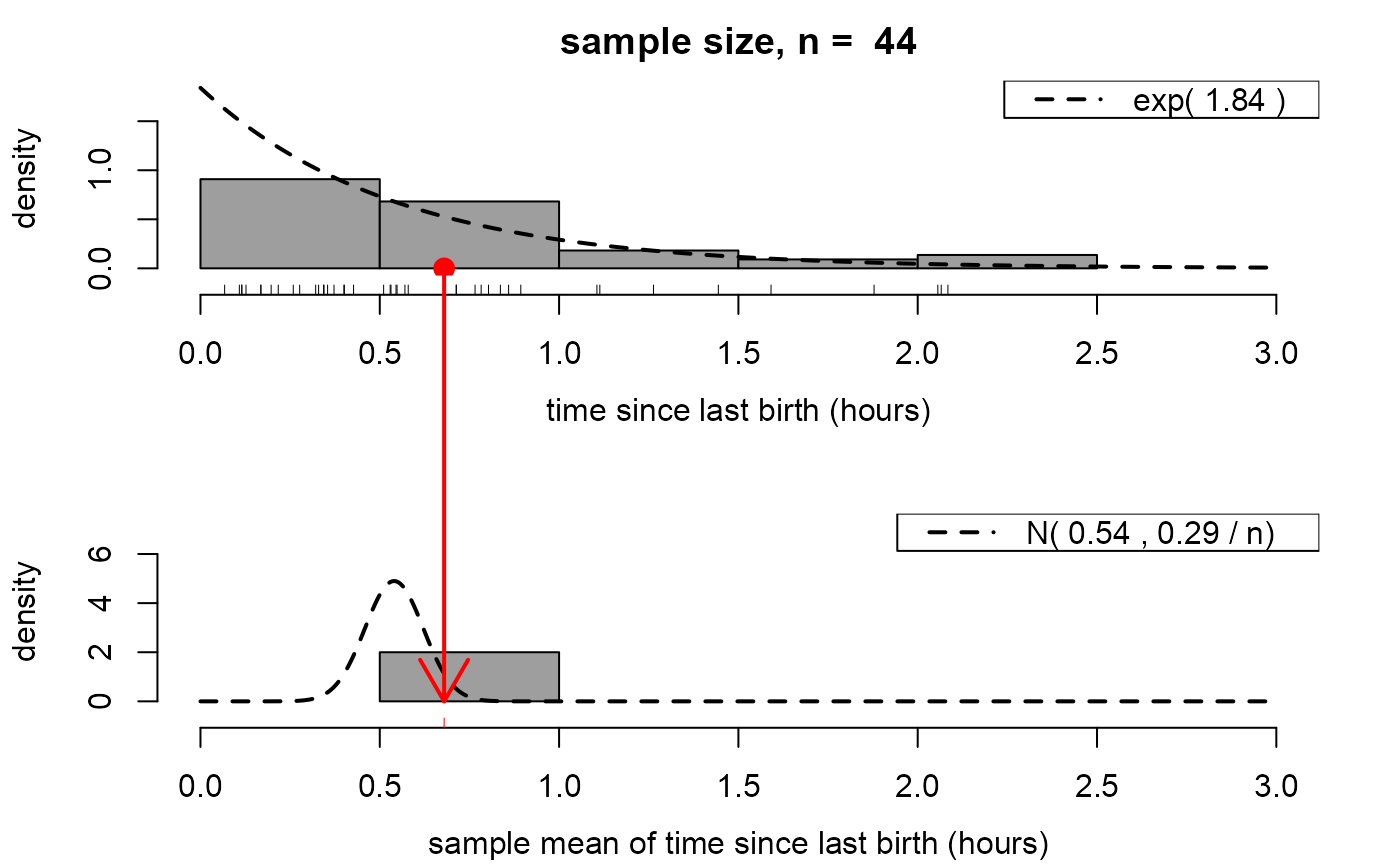 sample size, n =  44
exp( 1.84 )
density
1.0
0.0
0.0 0.5 1.0 1.5 2.0 2.5 3.0
time since last birth (hours)
N( 0.54 , 0.29 / n)
density
6
4
2
0
0.0 0.5 1.0 1.5 2.0 2.5 3.0
sample mean of time since last birth (hours)